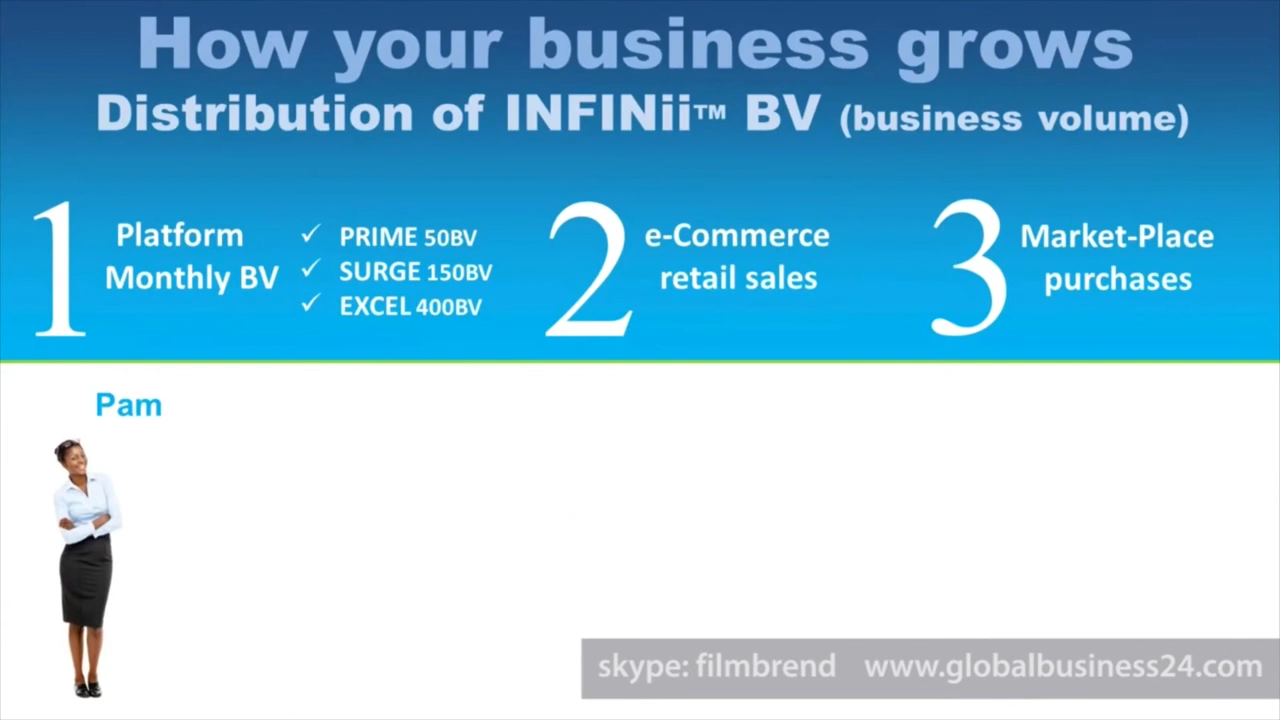 How your business grows
Distribution of INFINii™ BV (business volume)
1 Platform Monthly BV
✓ PRIME 50BV
✓ SURGE 150BV
✓ EXCEL 400BV
2 e-Commerce retail sales
3 Market-Place purchases
Pam
skype: filmbrend www.globalbusiness24.com